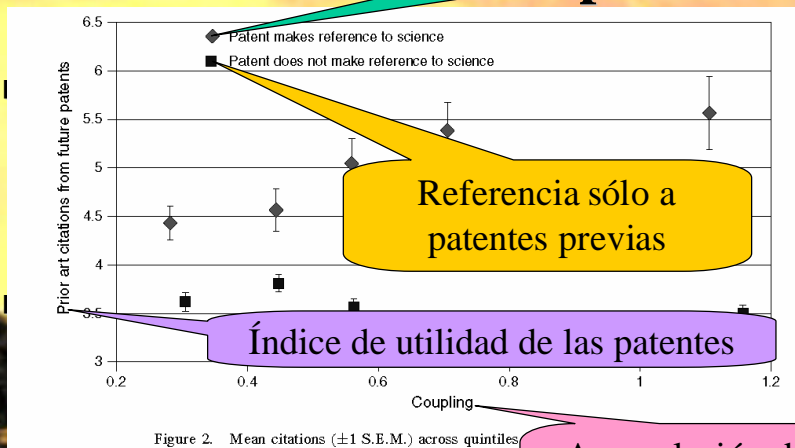 6.5
Patent makes reference to science
Patent does not make reference to science
6
5.5
5
4.5
4
3.5
3
Prior art citations from future patents
Referencia sólo a
patentes previas
Índice de utilidad de las patentes
0.2
0.4
0.6
0.8
1
1.2
Coupling
Figure 2. Mean citations (±1 S.E.M.) across quintiles